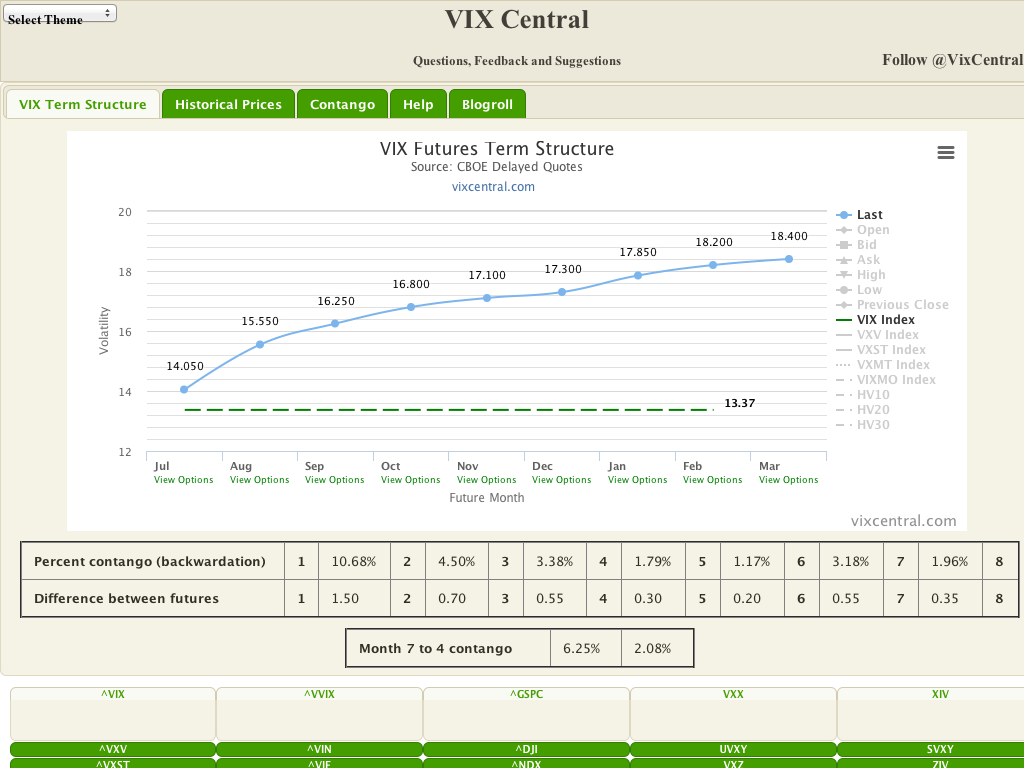 Select Theme
VIX Central
Questions, Feedback and Suggestions
Follow @VixCentral
VIX Term Structure Historical Prices Contango Help Blogroll
VIX Futures Term Structure
Source: CBOE Delayed Quotes
vixcentral.com
Volatility
20
18
16
14
12
14.050
15.550
16.250
16.800
17.100
17.300
17.850
18.200
18.400
13.37
Last
Open
Bid
Ask
High
Low
Previous Close
VIX Index
VXV Index
VXST Index
VXMT Index
VIXMO Index
HV10
HV20
HV30
Jul Aug Sep Oct Nov Dec Jan Feb Mar
View Options View Options View Options View Options View Options View Options View Options View Options View Options
Future Month
vixcentral.com
Percent contango (backwardation) 1 10.68% 2 4.50% 3 3.38% 4 1.79% 5 1.17% 6 3.18% 7 1.96% 8
Difference between futures 1 1.50 2 0.70 3 0.55 4 0.30 5 0.20 6 0.55 7 0.35 8
Month 7 to 4 contango 6.25% 2.08%
^VIX ^VVIX ^GSPC VXX XIV
^VXV ^VIN ^DJI UVXY SVXY
^VXST ^VIF ^NDX VXZ ZIV